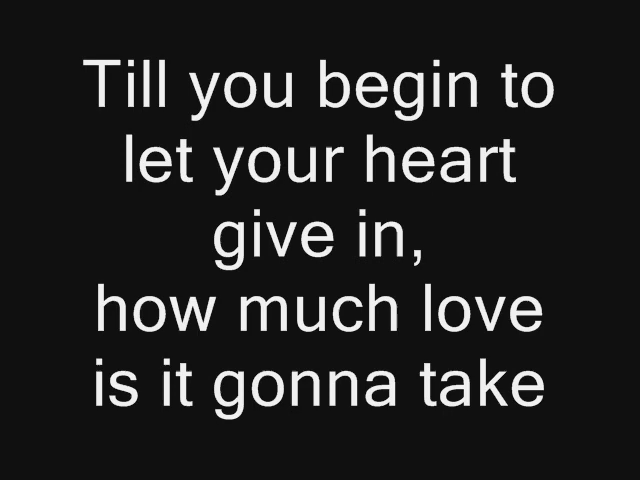 Till you begin to
let your heart
give in,
how much love
is it gonna take